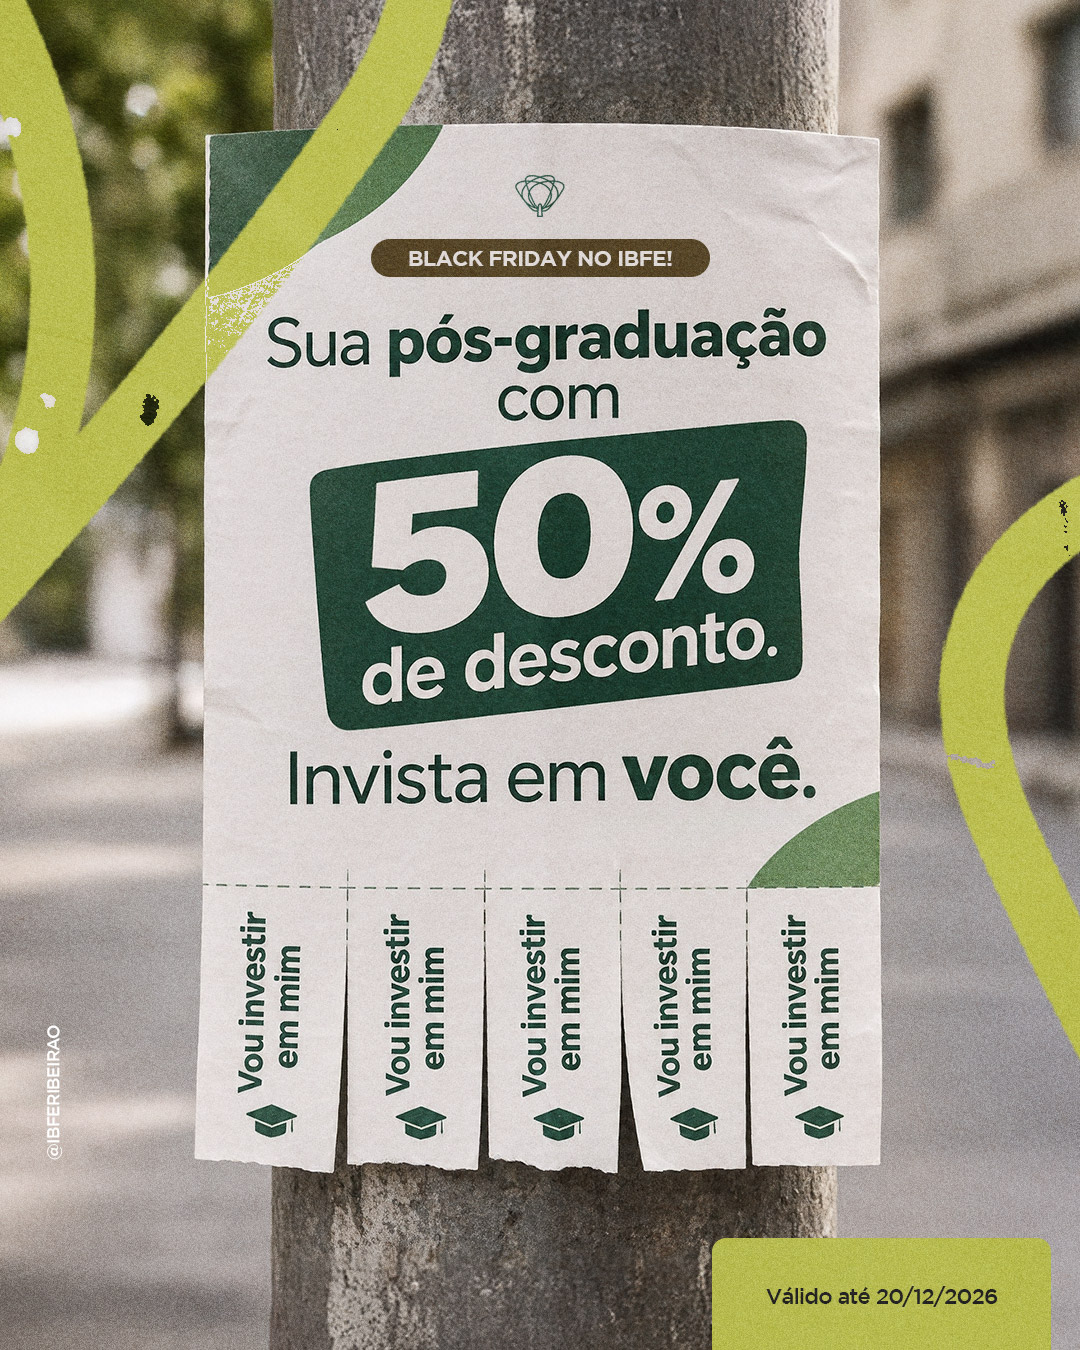 BLACK FRIDAY NO IBFE!
Sua pós-graduação
com
50%
de desconto.
Invista em você.
Vou investir
em mim
Vou investir
em mim
Vou investir
em mim
Vou investir
em mim
Vou investir
em mim
@IBFERIBEIRAO
Válido até 20/12/2026